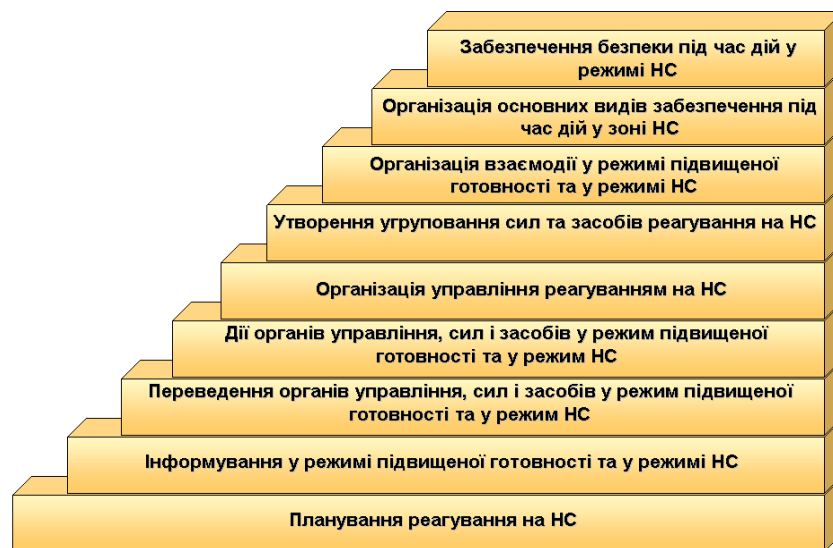 Забезпечення безпеки під час дій у
режимі НС
Організація основних видів забезпечення під
час дій у зоні НС
Організація взаємодії у режимі підвищеної
готовності та у режимі НС
Утворення угруповання сил та засобів реагування на НС
Організація управління реагуванням на НС
Дії органів управління, сил і засобів у режим підвищеної
готовності та у режим НС
Переведення органів управління, сил і засобів у режим підвищеної
готовності та у режим НС
Інформування у режимі підвищеної готовності та у режимі НС
Планування реагування на НС